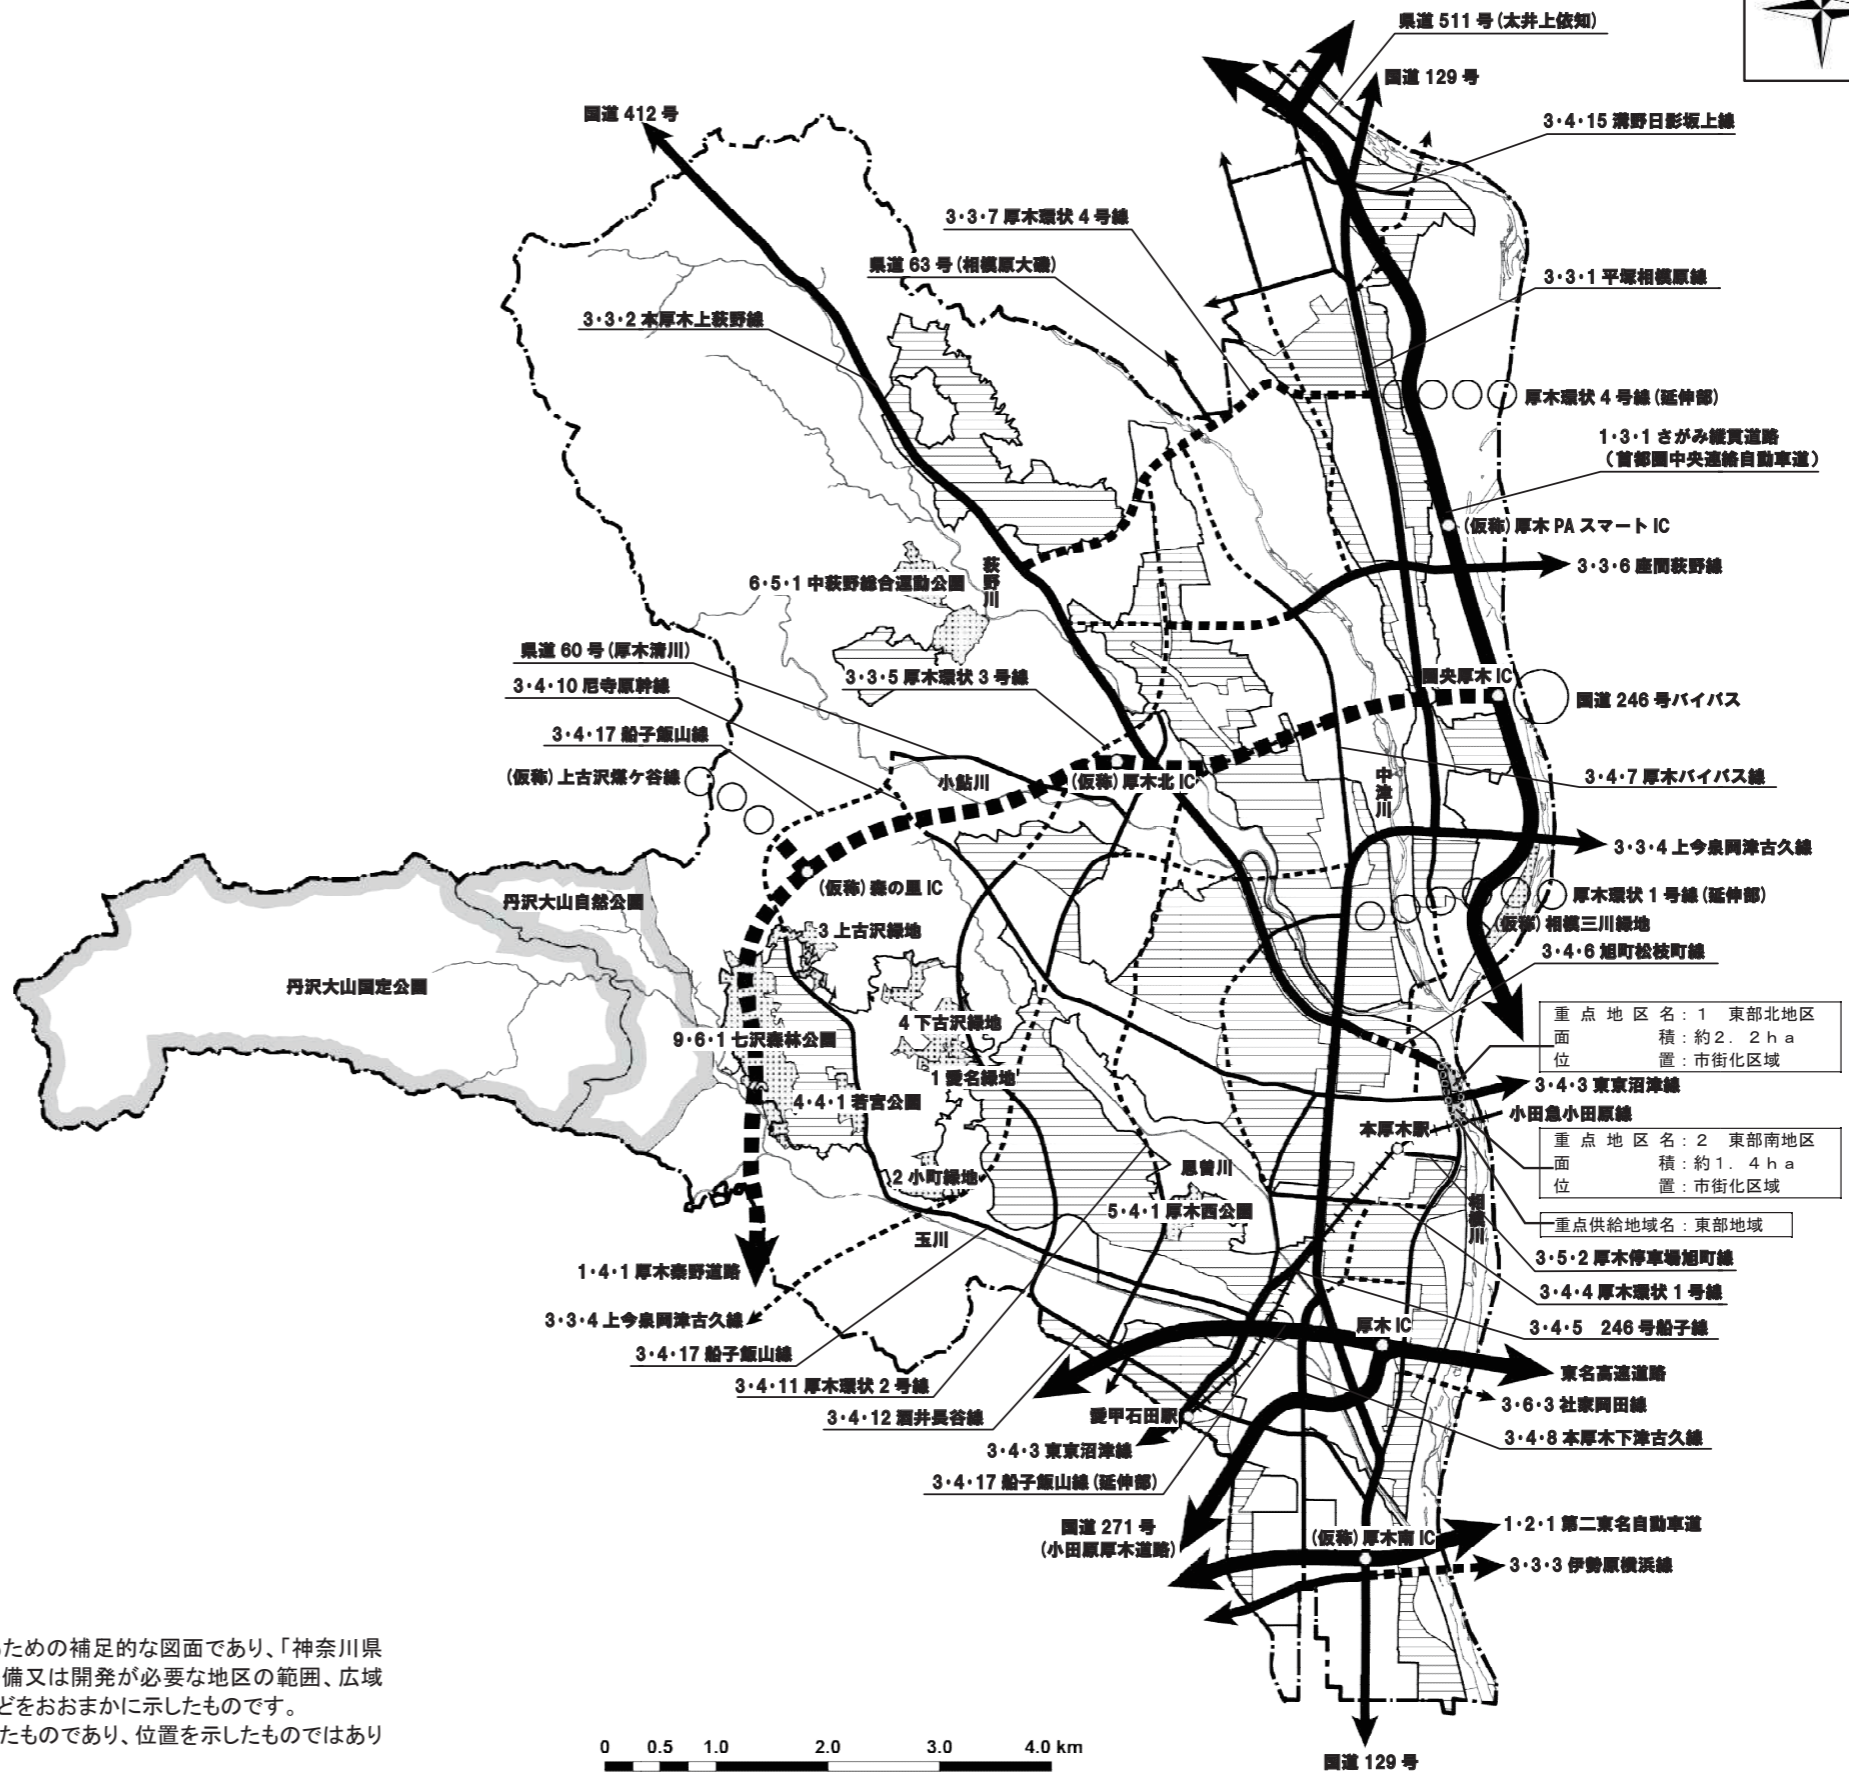 県道 511 号(太井上依知)
国道 129 号
国道 412 号
3・4・15 溝野日影坂上線
3・3・7 厚木環状 4 号線
県道 63 号(相模原大磯)
3・3・1 平塚相模原線
3・3・2 本厚木上荻野線
厚木環状 4 号線(延伸部)
1・3・1 さがみ縦貫道路
(首都圏中央連絡自動車道)
(仮称)厚木 PA スマート IC
荻野川
3・3・6 座間荻野線
6・5・1 中荻野総合運動公園
県道 60 号(厚木清川)
3・3・5 厚木環状 3 号線
圏央厚木 IC
3・4・10 尼寺原幹線
国道 246 号バイパス
3・4・17 船子飯山線
(仮称)上古沢煤ケ谷線
小鮎川
(仮称)厚木北 IC
中津川
3・4・7 厚木バイパス線
3・3・4 上今泉岡津古久線
(仮称)森の里 IC
厚木環状 1 号線(延伸部)
丹沢大山自然公園
3 上古沢緑地
(仮称)相模三川緑地
3・4・6 旭町松枝町線
丹沢大山国定公園
重点地区名:1 東部北地区
面積:約2.2ha
位置:市街化区域
4 下古沢緑地
9・6・1 七沢森林公園
1 愛名緑地
3・4・3 東京沼津線
4・4・1 若宮公園
小田急小田原線
本厚木駅
重点地区名:2 東部南地区
面積:約1.4ha
位置:市街化区域
恩曽川
2 小町緑地
5・4・1 厚木西公園
相模川
重点供給地域名:東部地域
玉川
3・5・2 厚木停車場旭町線
1・4・1 厚木秦野道路
3・4・4 厚木環状 1 号線
3・3・4 上今泉岡津古久線
3・4・5 246 号船子線
厚木 IC
3・4・17 船子飯山線
東名高速道路
3・4・11 厚木環状 2 号線
3・6・3 社家岡田線
3・4・12 酒井長谷線
愛甲石田駅
3・4・8 本厚木下津古久線
3・4・3 東京沼津線
3・4・17 船子飯山線(延伸部)
国道 271 号
(小田原厚木道路)
(仮称)厚木南 IC
1・2・1 第二東名自動車道
3・3・3 伊勢原横浜線
ための補足的な図面であり、「神奈川県
備又は開発が必要な地区の範囲、広域
どをおおまかに示したものです。
たものであり、位置を示したものではあり
0 0.5 1.0 2.0 3.0 4.0 km
国道 129 号